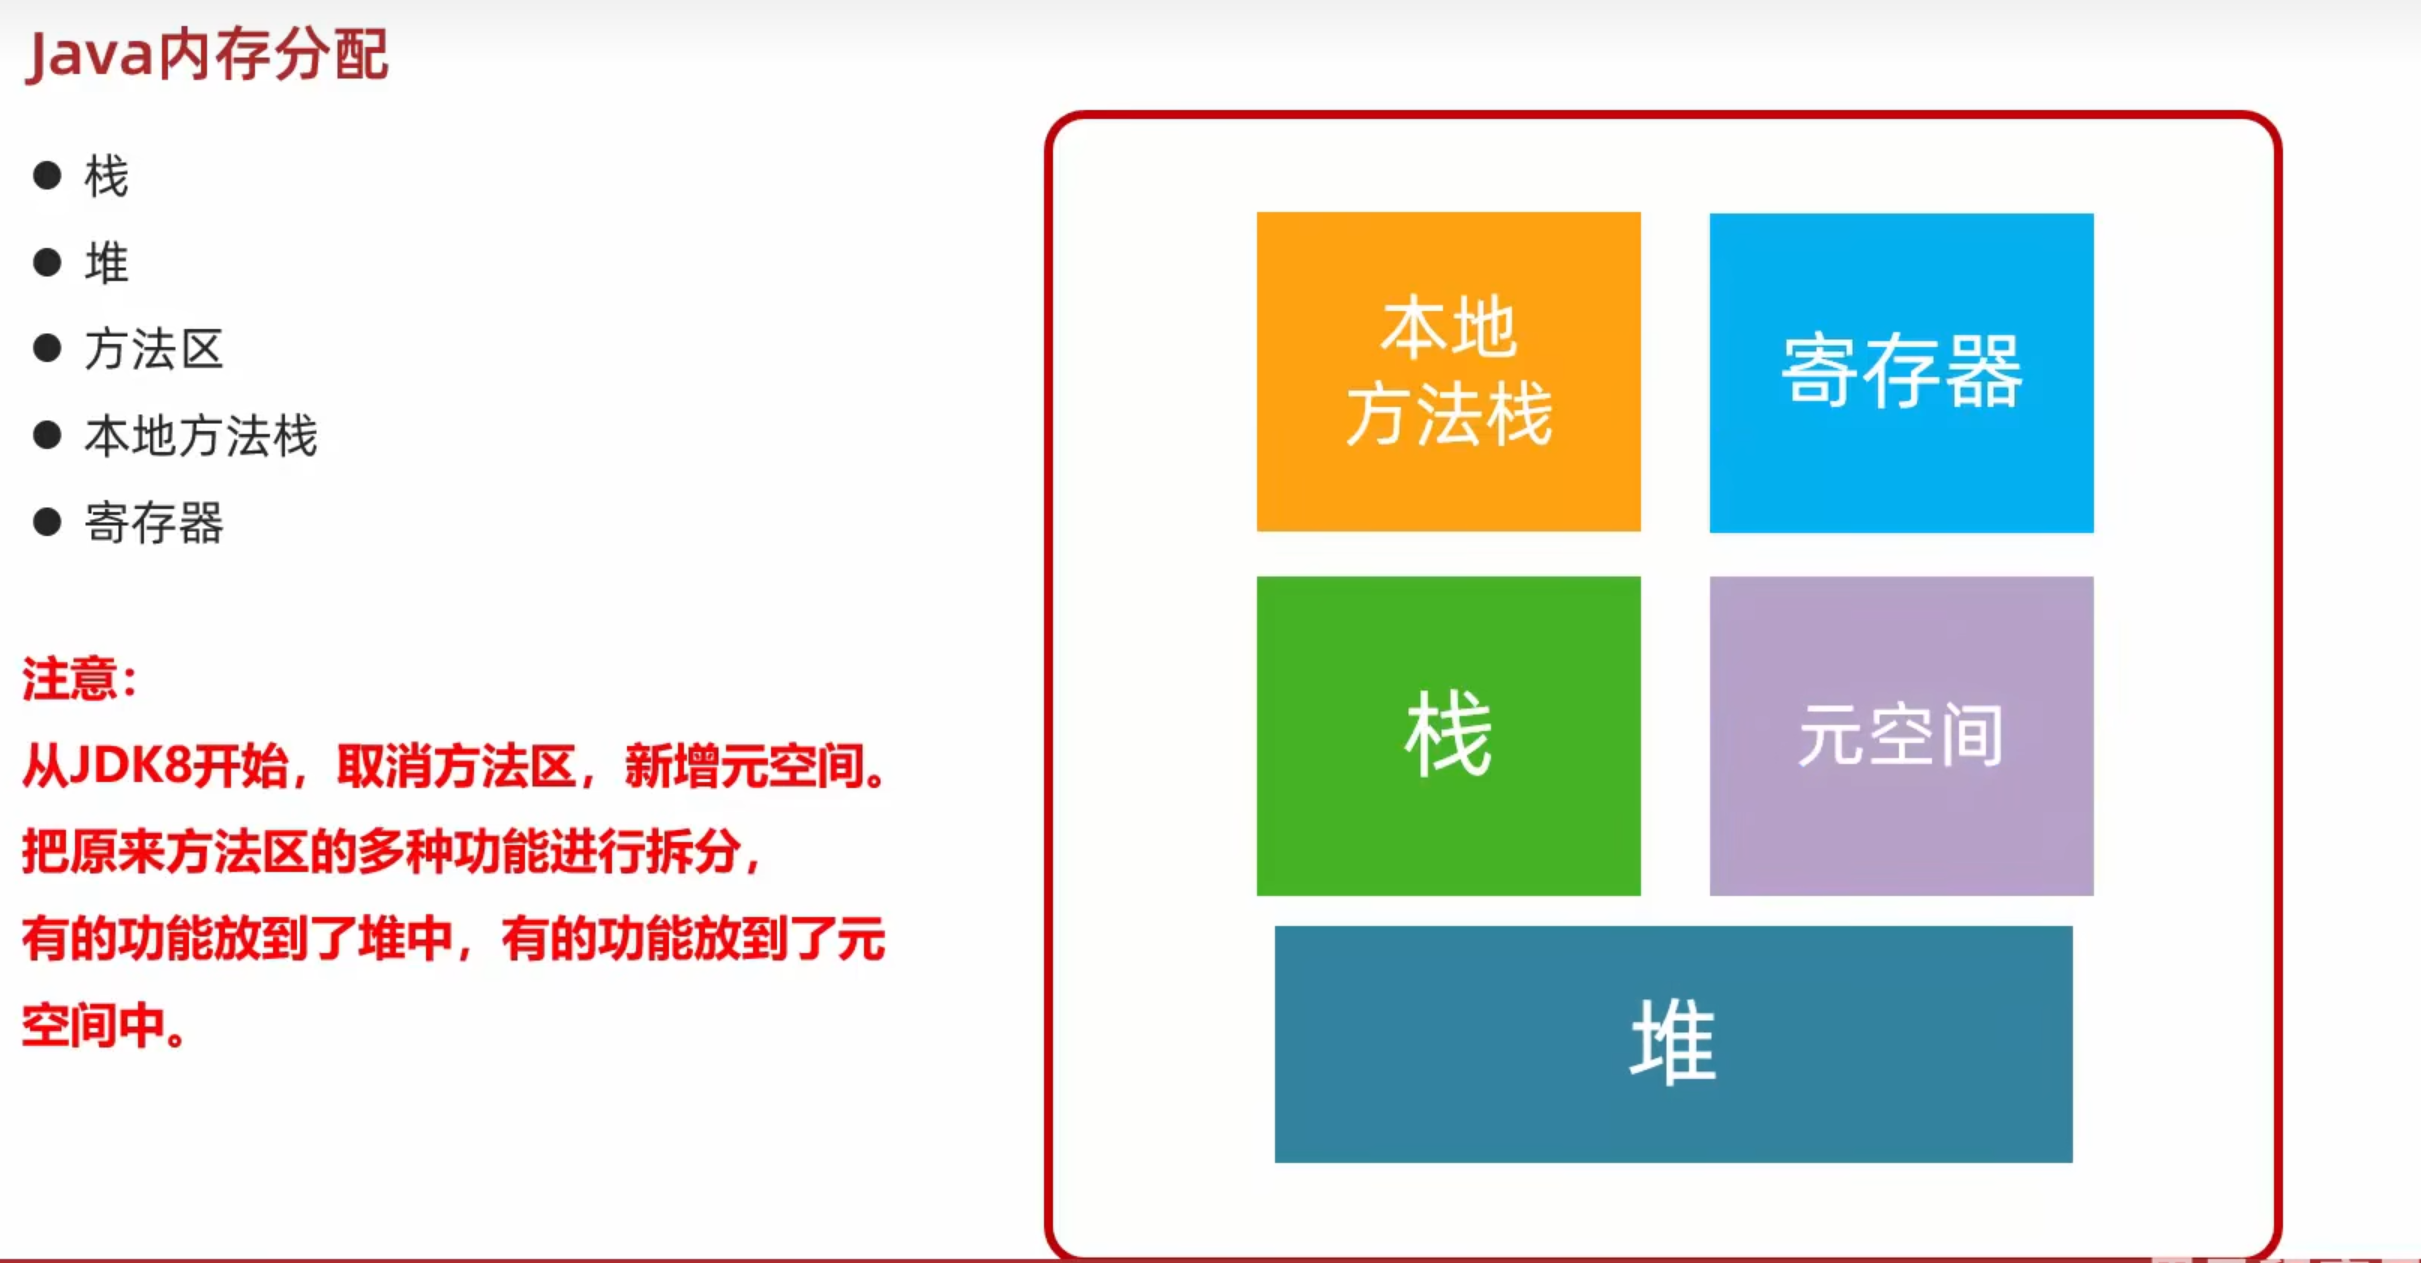 Java内存分配
栈
堆
方法区
本地方法栈
寄存器
注意：
从JDK8开始，取消方法区，新增元空间。
把原来方法区的多种功能进行拆分，
有的功能放到了堆中，有的功能放到了元
空间中。
本地
方法栈
寄存器
栈
元空间
堆